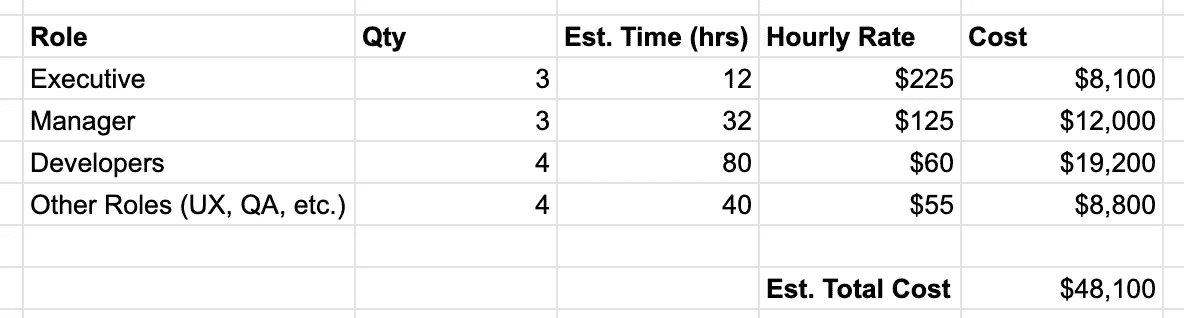 Role Qty Est. Time (hrs) Hourly Rate Cost
Executive 3 12 $225 $8,100
Manager 3 32 $125 $12,000
Developers 4 80 $60 $19,200
Other Roles (UX, QA, etc.) 4 40 $55 $8,800
Est. Total Cost $48,100